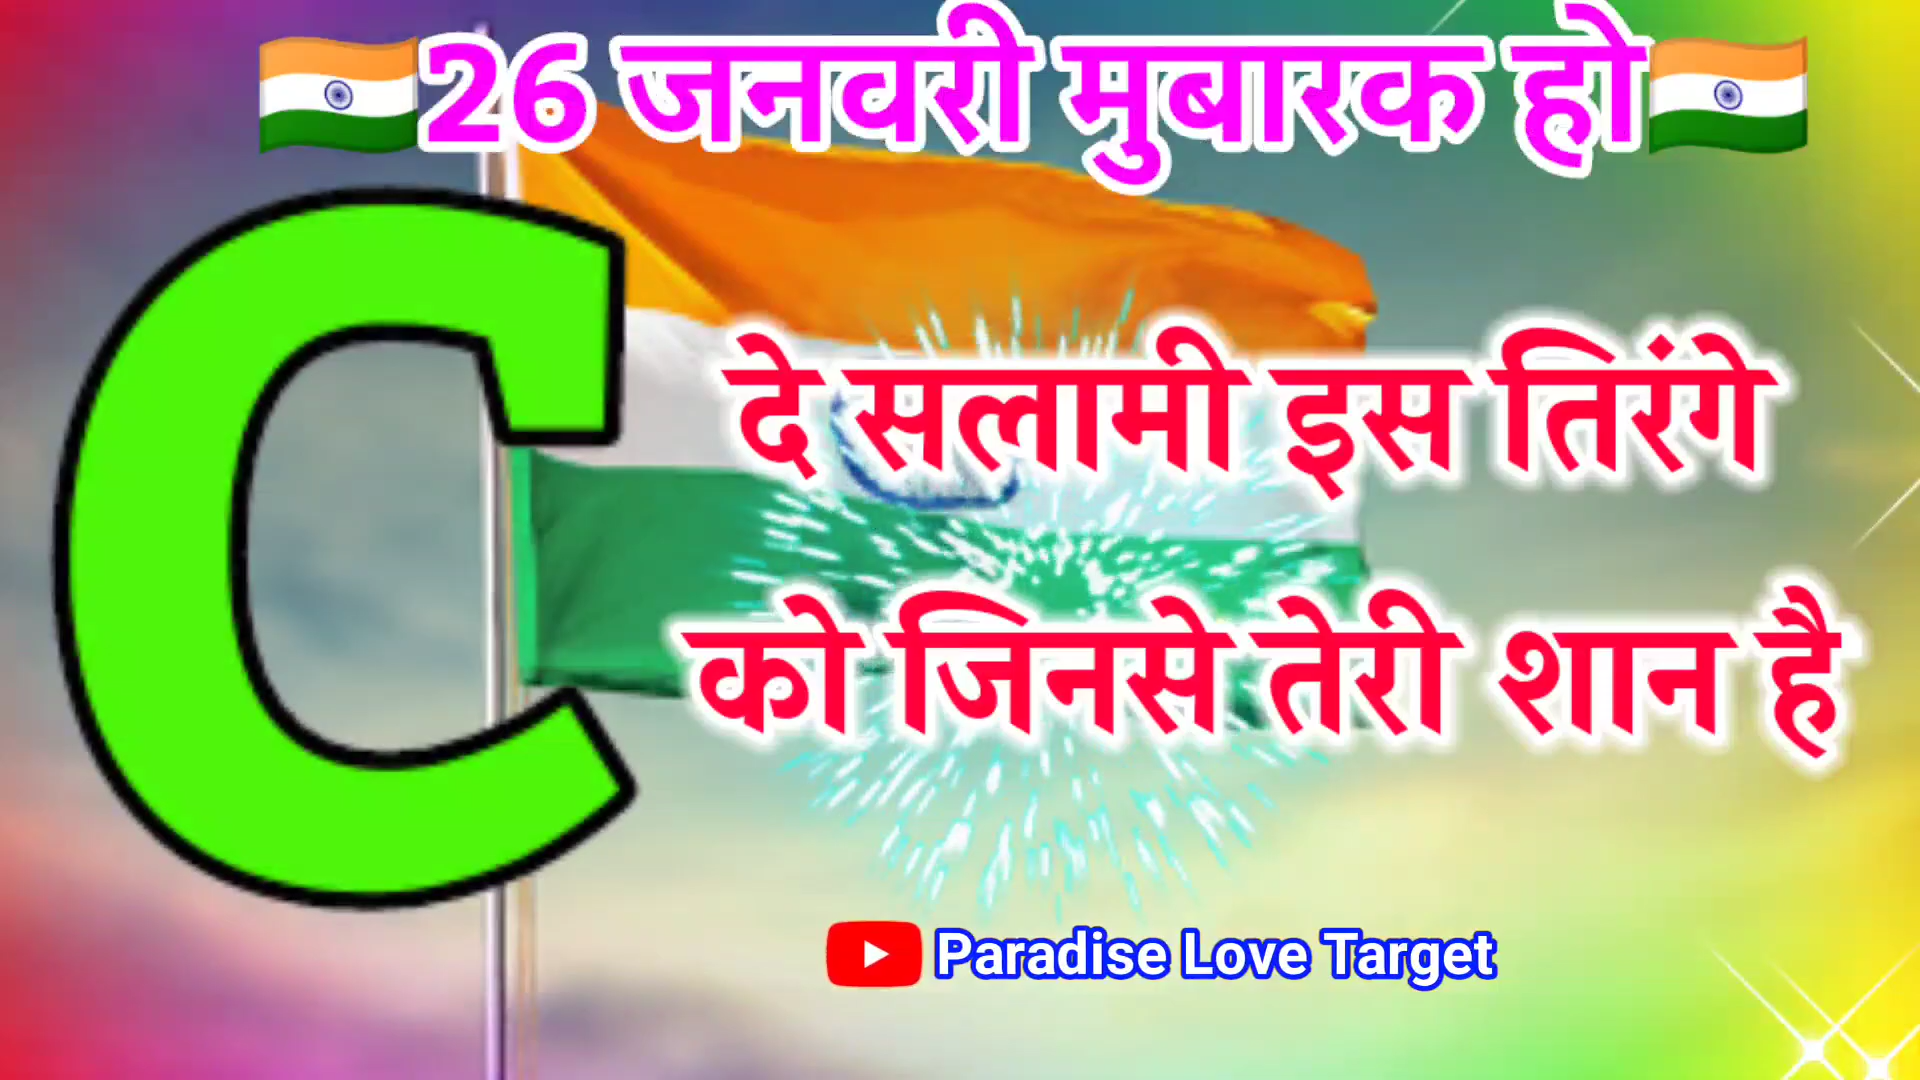 🇮🇳26 जनवरी मुबारक हो🇮🇳
C
दे सलामी इस तिरंगे
को जिनसे तेरी शान है
Paradise Love Target